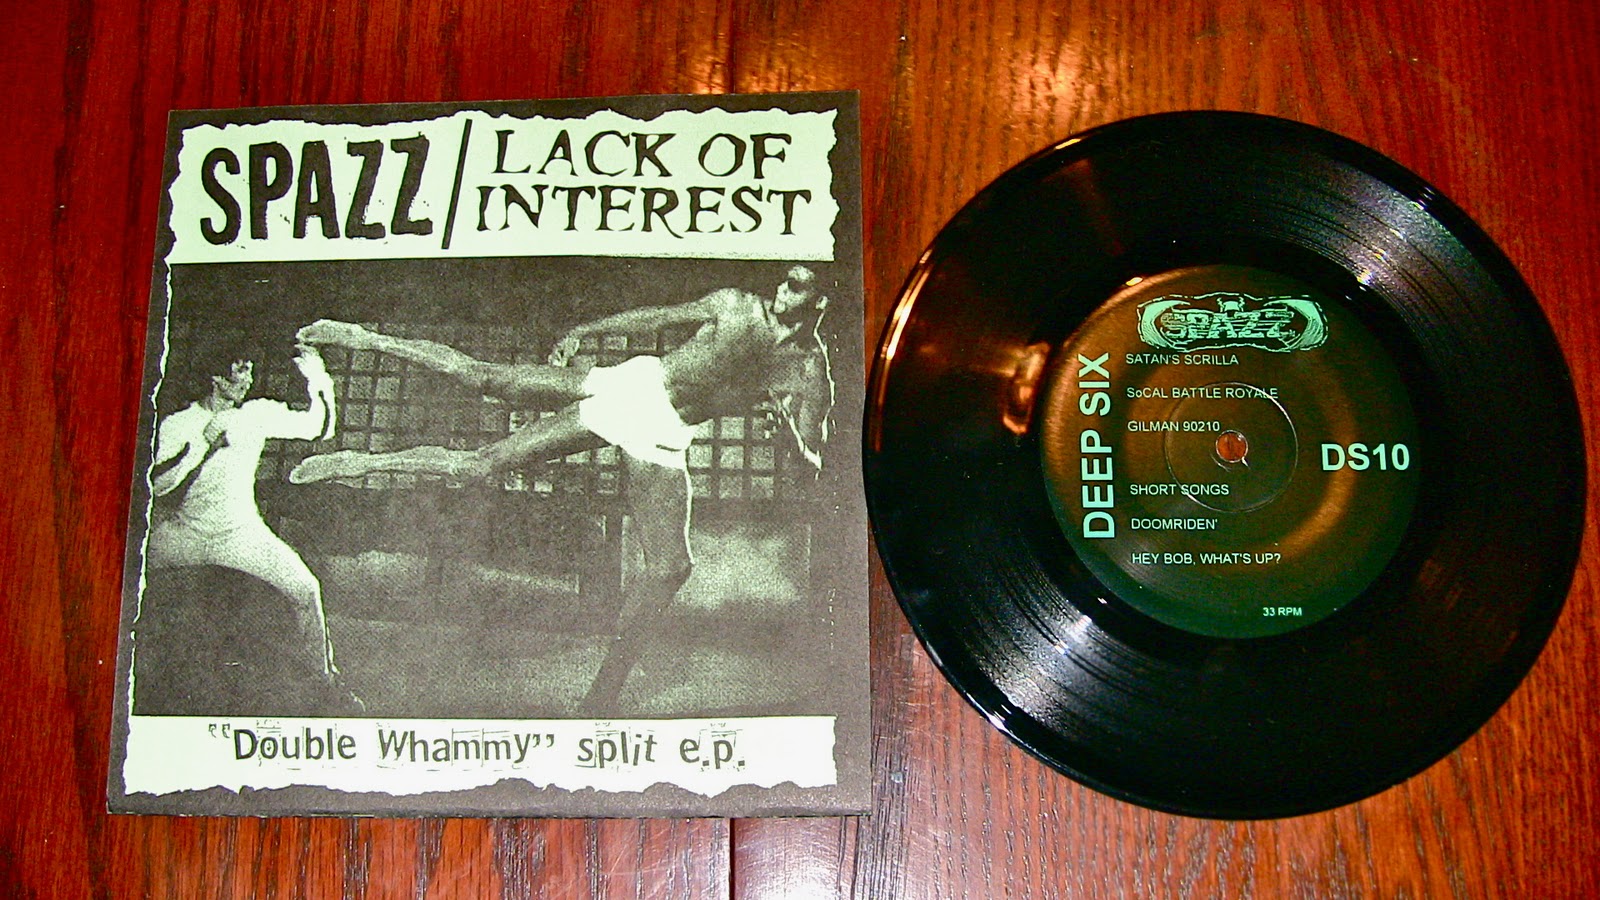 SPAZZ/
LACK OF
INTEREST
"Double Whammy" split e.p.
SPAZZ
DEEP SIX
SATAN'S SCRILLA
SoCAL BATTLE ROYALE
GILMAN 90210
DS10
SHORT SONGS
DOOMRIDEN'
HEY BOB, WHAT'S UP?
33 RPM